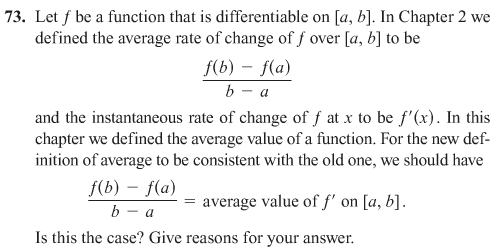 73. Let f be a function that is differentiable on [a, b]. In Chapter 2 we
defined the average rate of change of f over [a, b] to be
f(b) − f(a)
b − a
and the instantaneous rate of change of f at x to be f′(x). In this
chapter we defined the average value of a function. For the new def-
inition of average to be consistent with the old one, we should have
f(b) − f(a)
b − a
= average value of f′ on [a, b].
Is this the case? Give reasons for your answer.